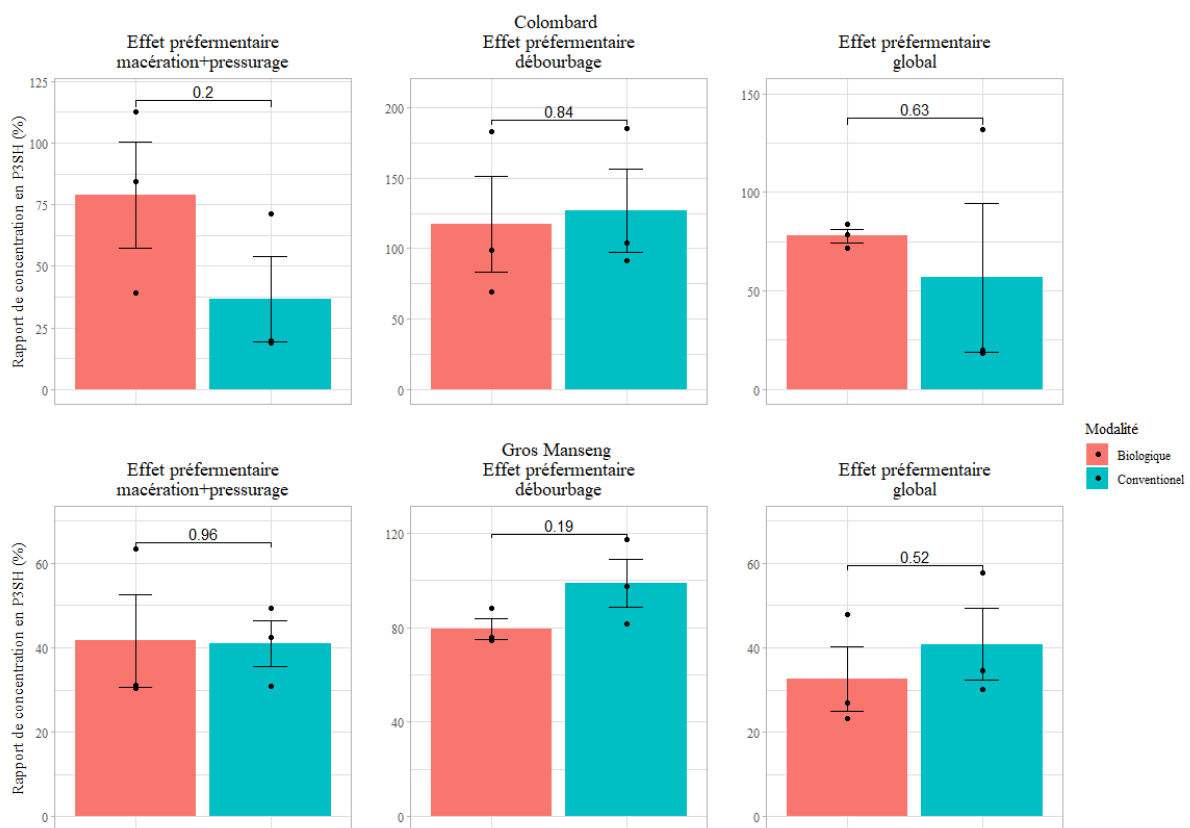 Colombard
Effet préfermentaire
macération+pressurage
Effet préfermentaire
débourbage
Effet préfermentaire
global
Rapport de concentration en P3SH (%)
125
100
75
50
25
0
0.2
200
150
100
50
0
0.84
150
100
50
0
0.63
Gros Manseng
Effet préfermentaire
macération+pressurage
Effet préfermentaire
débourbage
Effet préfermentaire
global
Rapport de concentration en P3SH (%)
60
40
20
0
0.96
120
80
40
0
0.19
60
40
20
0
0.52
Modalité
Biologique
Conventionel